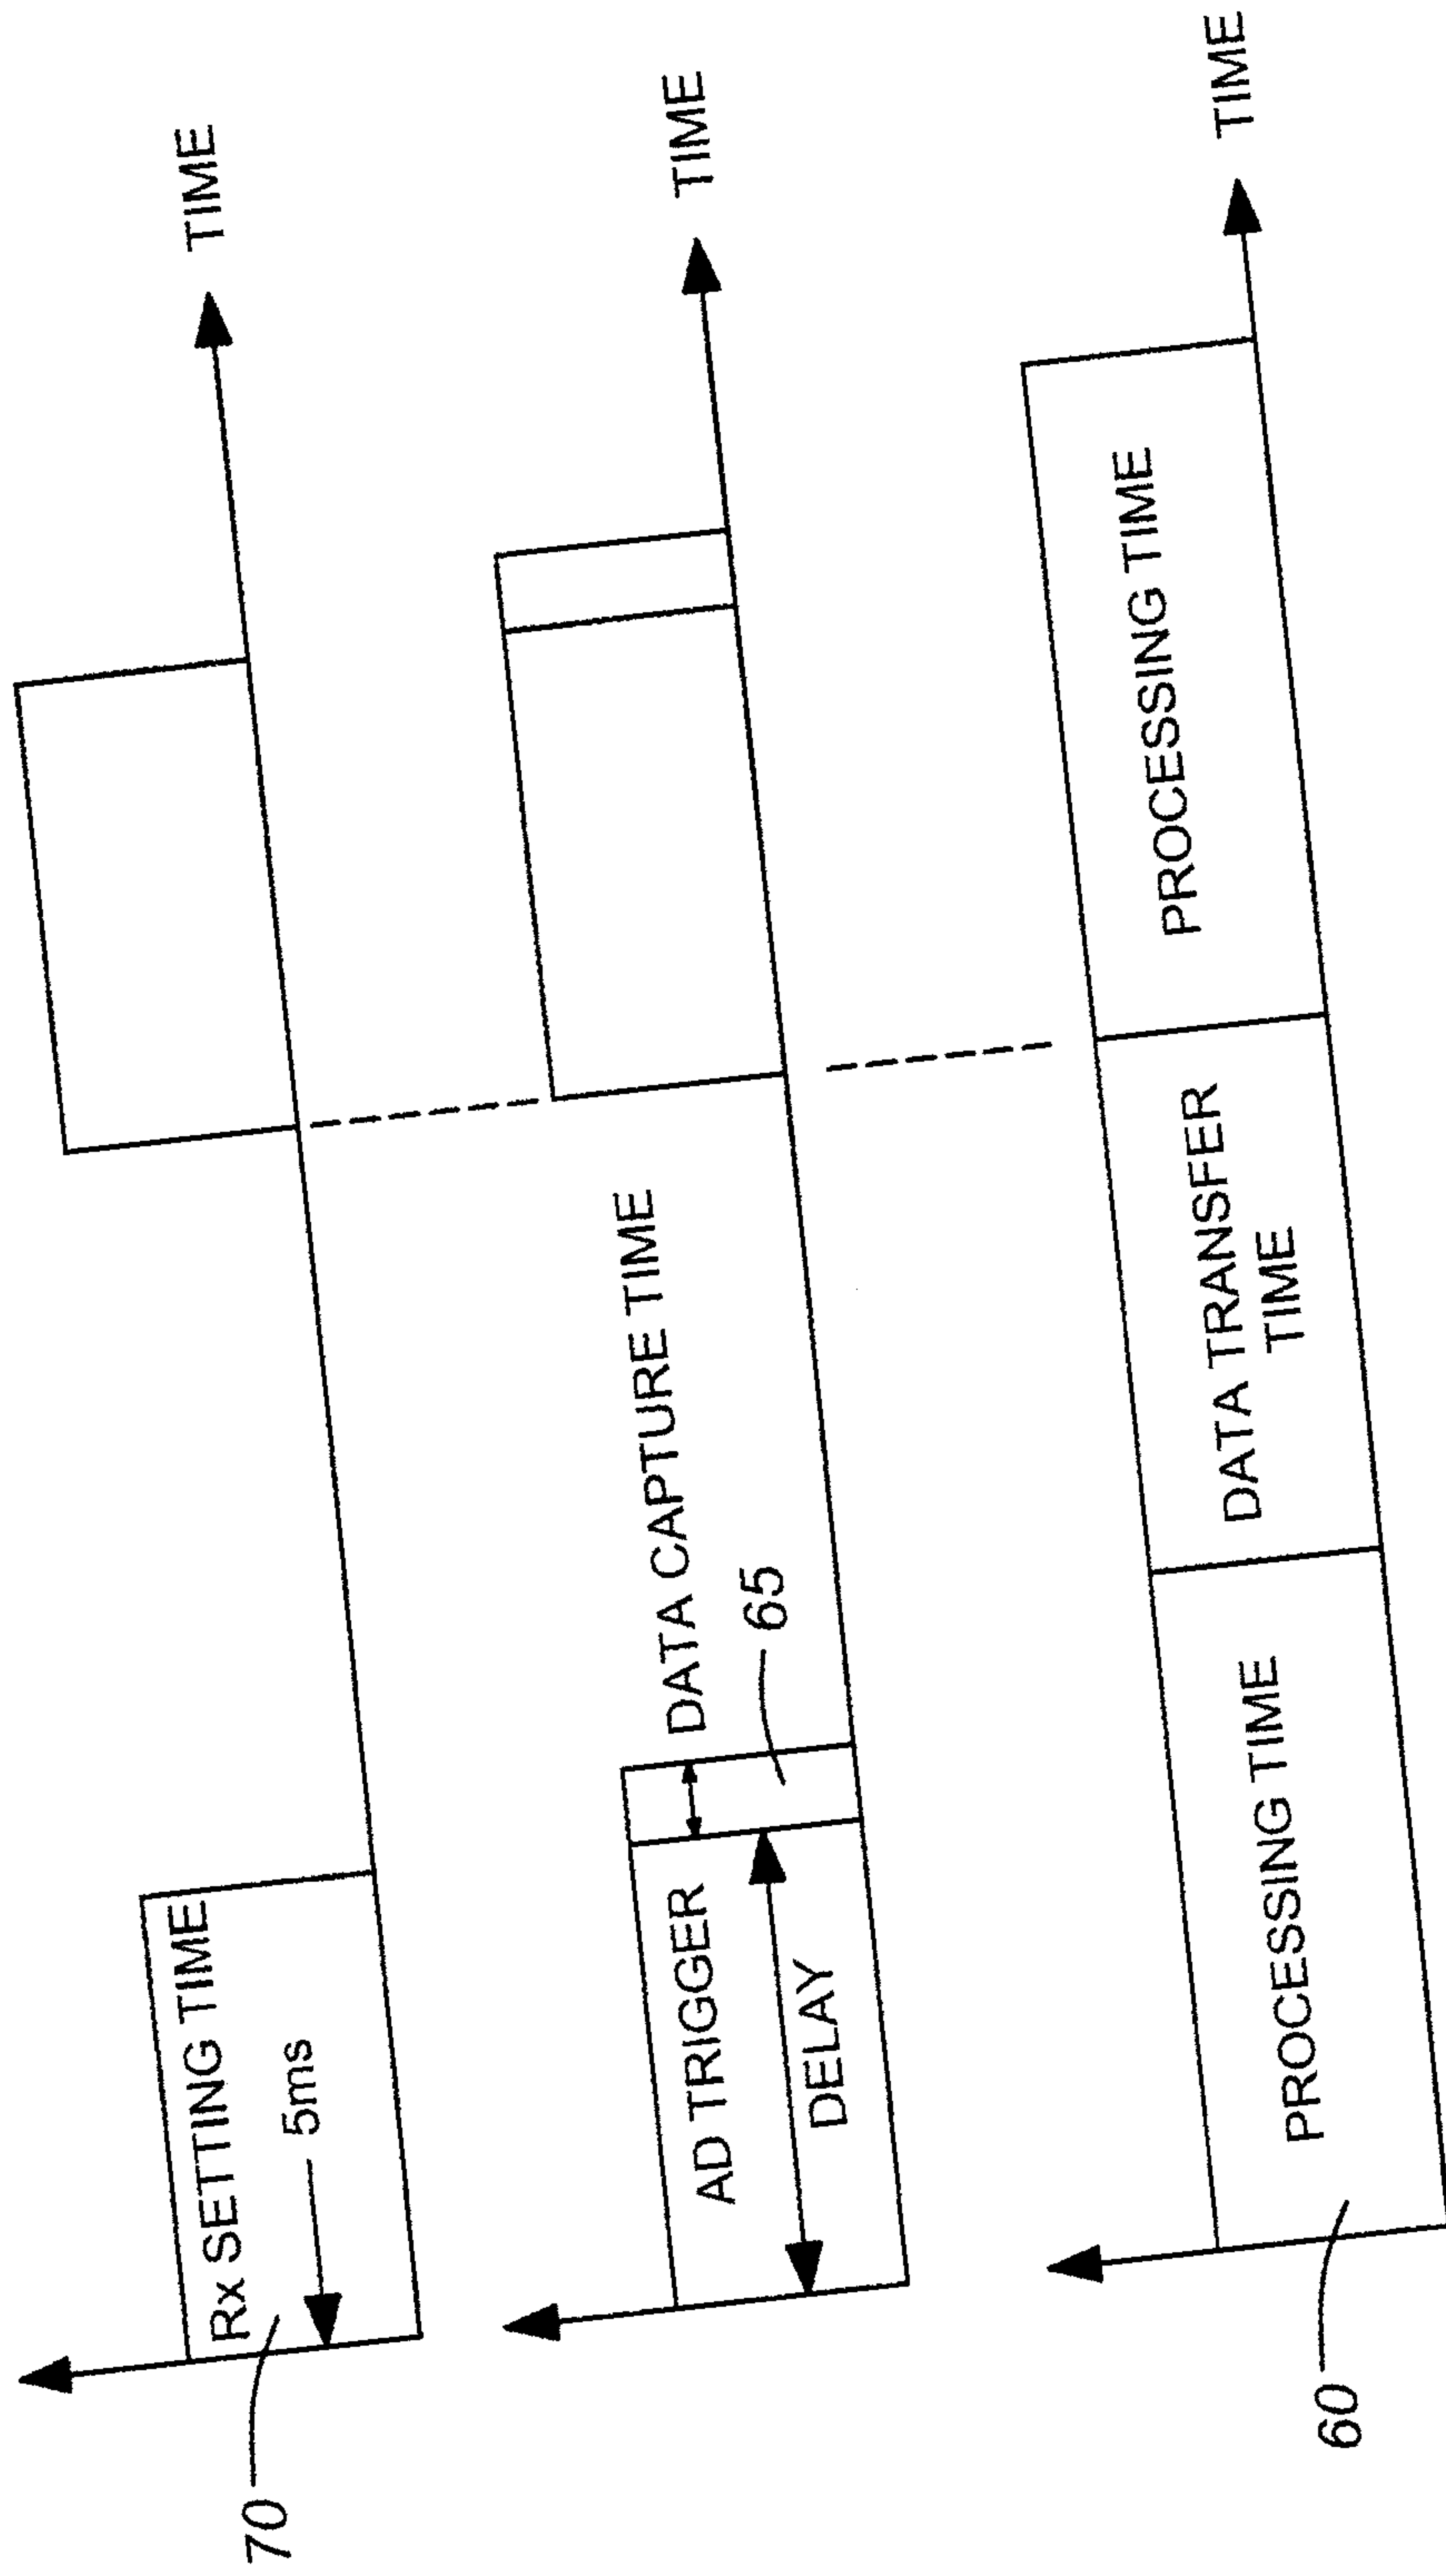 Rx SETTING TIME
5ms
70
TIME
AD TRIGGER
DELAY
DATA CAPTURE TIME
65
TIME
PROCESSING TIME
DATA TRANSFER
TIME
PROCESSING TIME
60
TIME